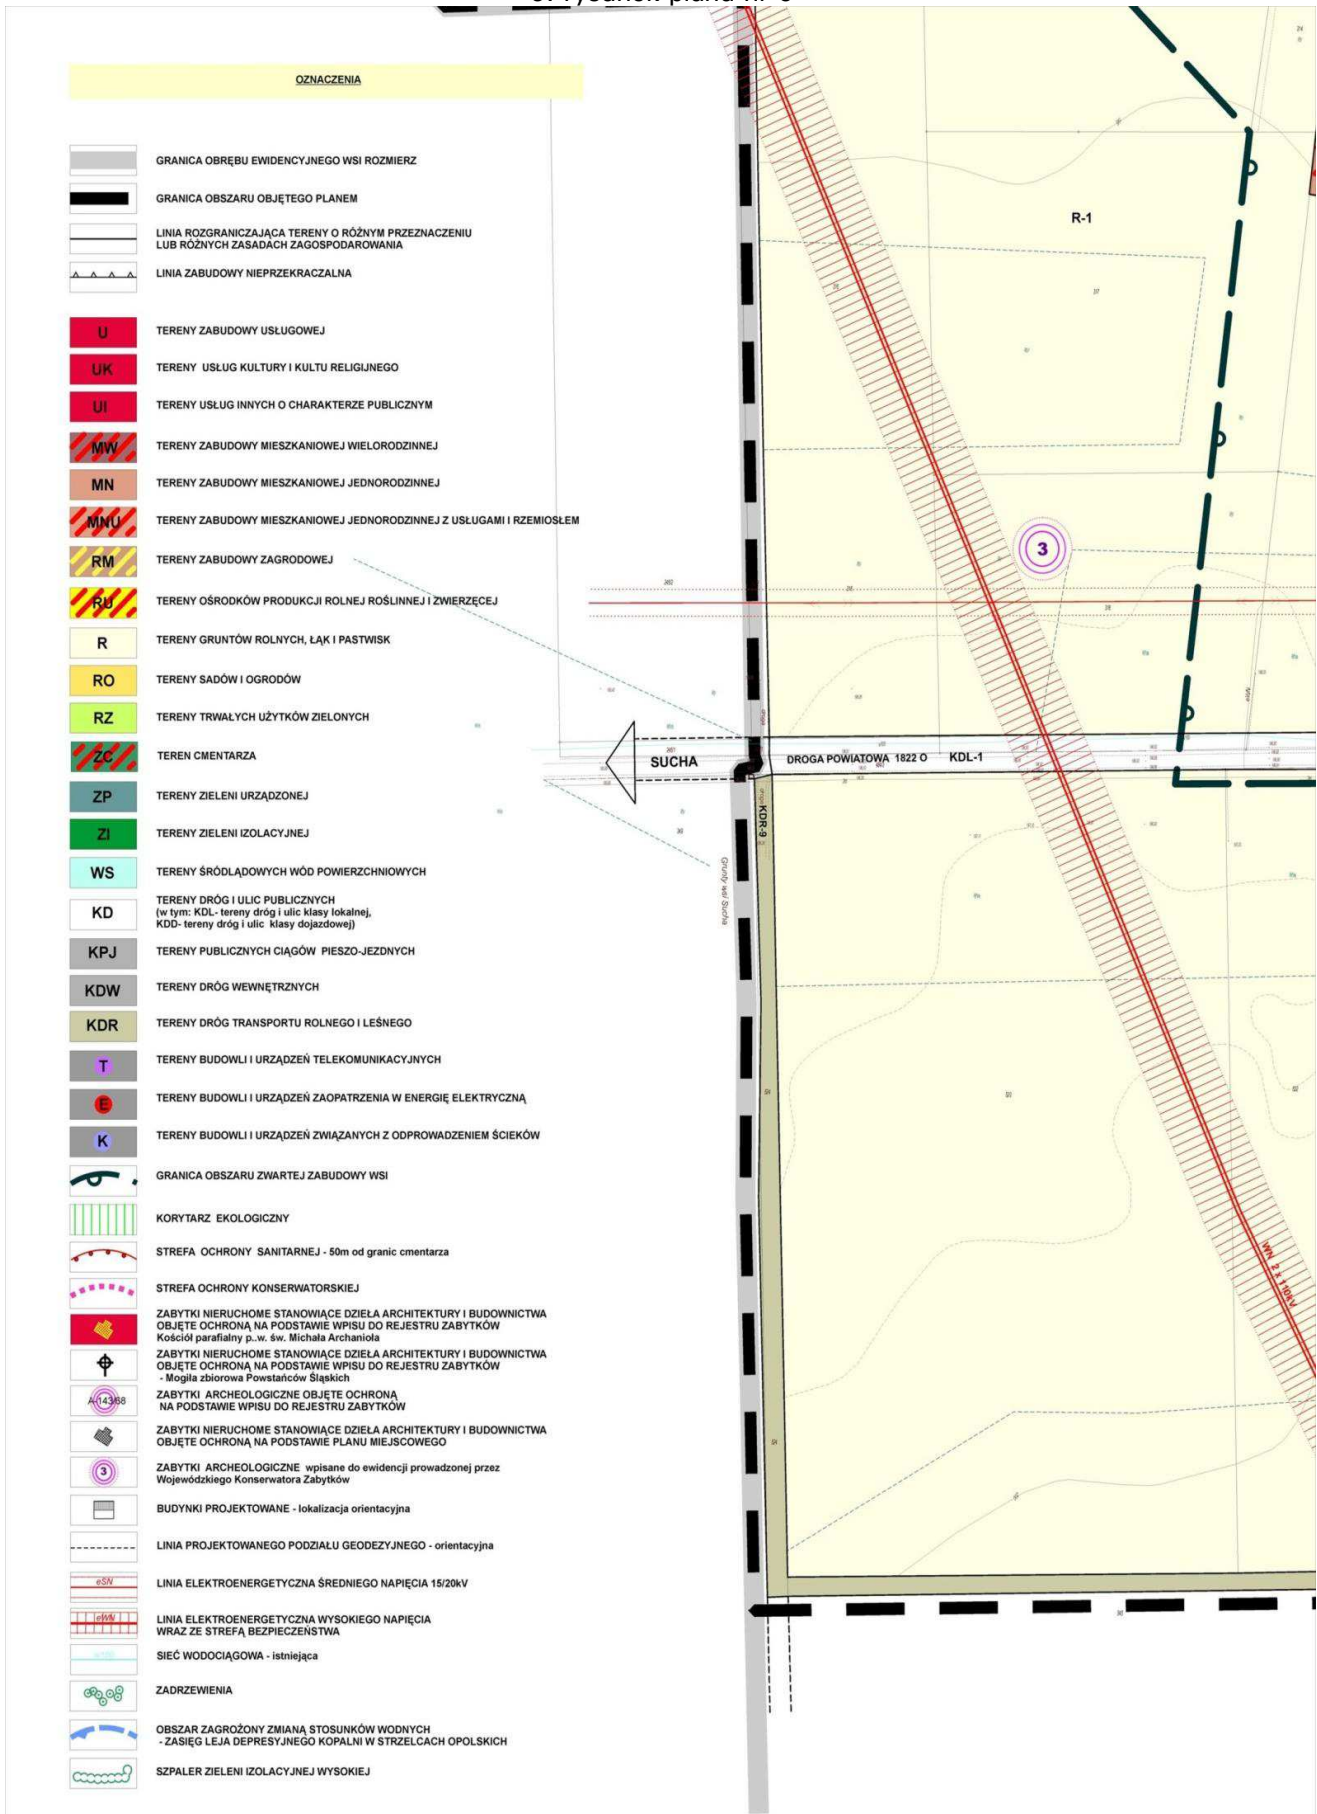 OZNACZENIA
GRANICA OBRĘBU EWIDENCYJNEGO WSI ROZMIERZ
GRANICA OBSZARU OBJĘTEGO PLANEM
LINIA ROZGRANICZAJĄCA TERENY O RÓŻNYM PRZEZNACZENIU
LUB RÓŻNYCH ZASADACH ZAGOSPODAROWANIA
LINIA ZABUDOWY NIEPRZEKRACZALNA
U TERENY ZABUDOWY USŁUGOWEJ
UK TERENY USŁUG KULTURY I KULTU RELIGIJNEGO
UI TERENY USŁUG INNYCH O CHARAKTERZE PUBLICZNYM
MW TERENY ZABUDOWY MIESZKANIOWEJ WIELORODZINNEJ
MN TERENY ZABUDOWY MIESZKANIOWEJ JEDNORODZINNEJ
MNU TERENY ZABUDOWY MIESZKANIOWEJ JEDNORODZINNEJ Z USŁUGAMI I RZEMIOSŁEM
RM TERENY ZABUDOWY ZAGRODOWEJ
RU TERENY OŚRODKÓW PRODUKCJI ROLNEJ ROŚLINNEJ I ZWIERZĘCEJ
R TERENY GRUNTÓW ROLNYCH, ŁĄK I PASTWISK
RO TERENY SADÓW I OGRODÓW
RZ TERENY TRWAŁYCH UŻYTKÓW ZIELONYCH
ZC TEREN CMENTARZA
ZP TERENY ZIELENI URZĄDZONEJ
ZI TERENY ZIELENI IZOLACYJNEJ
WS TERENY ŚRÓDLĄDOWYCH WÓD POWIERZCHNIOWYCH
KD TERENY DRÓG I ULIC PUBLICZNYCH
(w tym: KDL- tereny dróg i ulic klasy lokalnej,
KDD- tereny dróg i ulic klasy dojazdowej)
KPJ TERENY PUBLICZNYCH CIĄGÓW PIESZO-JEZDNYCH
KDW TERENY DRÓG WEWNĘTRZNYCH
KDR TERENY DRÓG TRANSPORTU ROLNEGO I LEŚNEGO
T TERENY BUDOWLI I URZĄDZEŃ TELEKOMUNIKACYJNYCH
E TERENY BUDOWLI I URZĄDZEŃ ZAOPATRZENIA W ENERGIĘ ELEKTRYCZNĄ
K TERENY BUDOWLI I URZĄDZEŃ ZWIĄZANYCH Z ODPROWADZENIEM ŚCIEKÓW
GRANICA OBSZARU ZWARTEJ ZABUDOWY WSI
KORYTARZ EKOLOGICZNY
STREFA OCHRONY SANITARNEJ - 50m od granic cmentarza
STREFA OCHRONY KONSERWATORSKIEJ
ZABYTKI NIERUCHOME STANOWIĄCE DZIEŁA ARCHITEKTURY I BUDOWNICTWA
OBJĘTE OCHRONĄ NA PODSTAWIE WPISU DO REJESTRU ZABYTKÓW
Kościół parafialny p..w. św. Michała Archanioła
ZABYTKI NIERUCHOME STANOWIĄCE DZIEŁA ARCHITEKTURY I BUDOWNICTWA
OBJĘTE OCHRONĄ NA PODSTAWIE WPISU DO REJESTRU ZABYTKÓW
- Mogiła zbiorowa Powstańców Śląskich
A-143/68 ZABYTKI ARCHEOLOGICZNE OBJĘTE OCHRONĄ
NA PODSTAWIE WPISU DO REJESTRU ZABYTKÓW
ZABYTKI NIERUCHOME STANOWIĄCE DZIEŁA ARCHITEKTURY I BUDOWNICTWA
OBJĘTE OCHRONĄ NA PODSTAWIE PLANU MIEJSCOWEGO
3 ZABYTKI ARCHEOLOGICZNE wpisane do ewidencji prowadzonej przez
Wojewódzkiego Konserwatora Zabytków
BUDYNKI PROJEKTOWANE - lokalizacja orientacyjna
LINIA PROJEKTOWANEGO PODZIAŁU GEODEZYJNEGO - orientacyjna
eSN LINIA ELEKTROENERGETYCZNA ŚREDNIEGO NAPIĘCIA 15/20kV
eWN LINIA ELEKTROENERGETYCZNA WYSOKIEGO NAPIĘCIA
WRAZ ZE STREFĄ BEZPIECZEŃSTWA
SIEĆ WODOCIĄGOWA - istniejąca
ZADRZEWIENIA
OBSZAR ZAGROŻONY ZMIANĄ STOSUNKÓW WODNYCH
- ZASIĘG LEJA DEPRESYJNEGO KOPALNI W STRZELCACH OPOLSKICH
SZPALER ZIELENI IZOLACYJNEJ WYSOKIEJ
R-1
3
SUCHA
DROGA POWIATOWA 1822 O KDL-1
KDR-9
Grunty wsi Sucha
WN 2 x 110kV